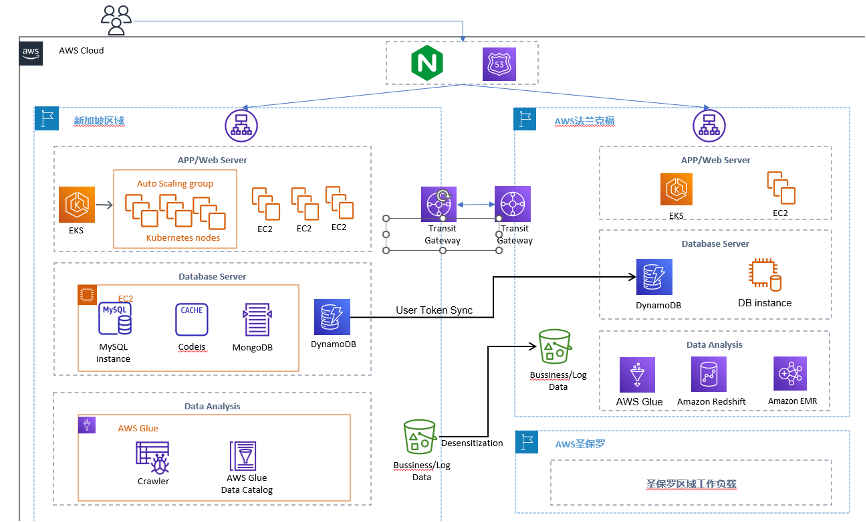 aws
AWS Cloud
N
53
新加坡区域
AWS法兰克福
APP/Web Server
Auto Scaling group
EKS
Kubernetes nodes
EC2
EC2
EC2
Transit
Gateway
Transit
Gateway
APP/Web Server
EKS
EC2
Database Server
EC2
MySQL
MySQL
instance
CACHE
Codeis
MongoDB
DynamoDB
User Token Sync
Database Server
DynamoDB
DB instance
Data Analysis
AWS Glue
Crawler
AWS Glue
Data Catalog
Bussiness/Log
Data
Desensitization
Bussiness/Log
Data
Data Analysis
AWS Glue
Amazon Redshift
Amazon EMR
AWS圣保罗
圣保罗区域工作负载